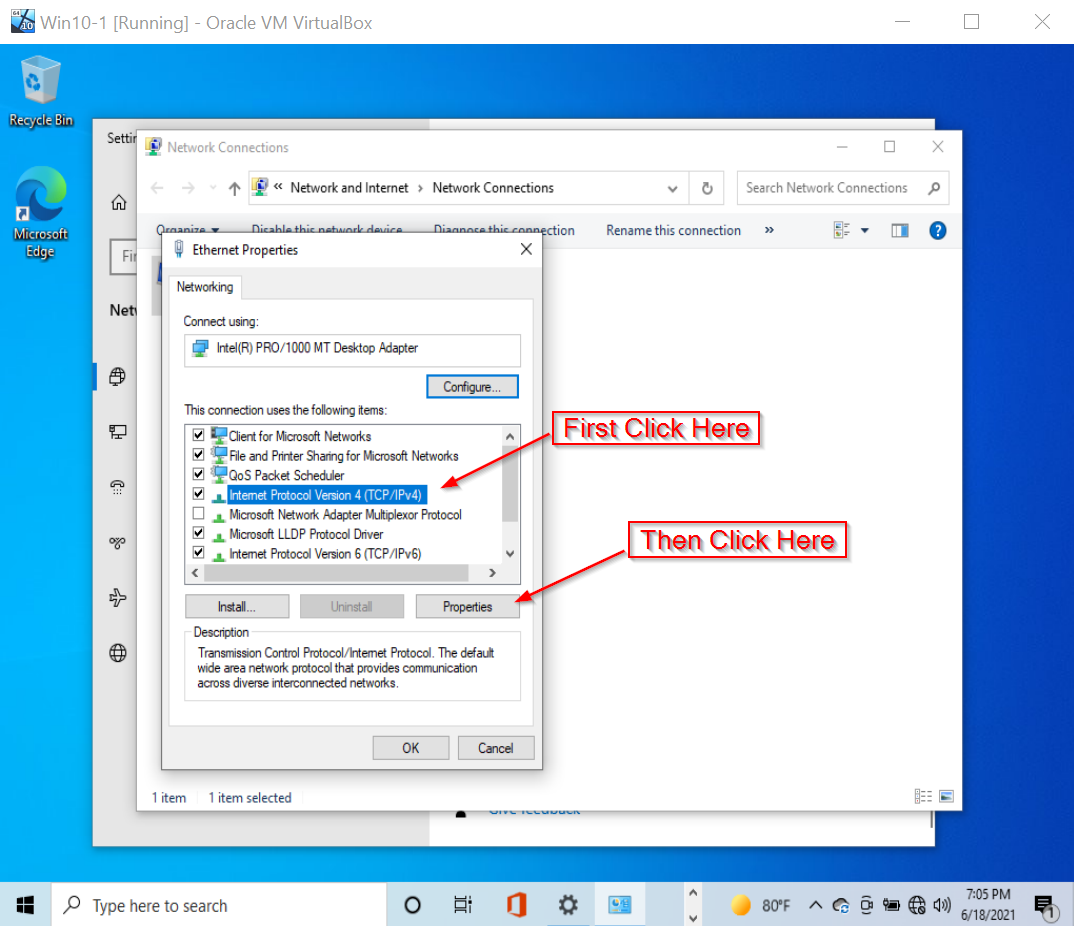 Win10-1 [Running] - Oracle VM VirtualBox
Recycle Bin
Microsoft
Edge
Network Connections
« Network and Internet › Network Connections
Search Network Connections
Organize
Disable this network device
Diagnose this connection
Rename this connection
»
Ethernet Properties
Networking
Connect using:
Intel(R) PRO/1000 MT Desktop Adapter
Configure...
This connection uses the following items:
Client for Microsoft Networks
File and Printer Sharing for Microsoft Networks
QoS Packet Scheduler
Internet Protocol Version 4 (TCP/IPv4)
Microsoft Network Adapter Multiplexor Protocol
Microsoft LLDP Protocol Driver
Internet Protocol Version 6 (TCP/IPv6)
First Click Here
Then Click Here
Install...
Uninstall
Properties
Description
Transmission Control Protocol/Internet Protocol. The default
wide area network protocol that provides communication
across diverse interconnected networks.
OK
Cancel
1 item
1 item selected
Give feedback
Type here to search
80°F
7:05 PM
6/18/2021
1